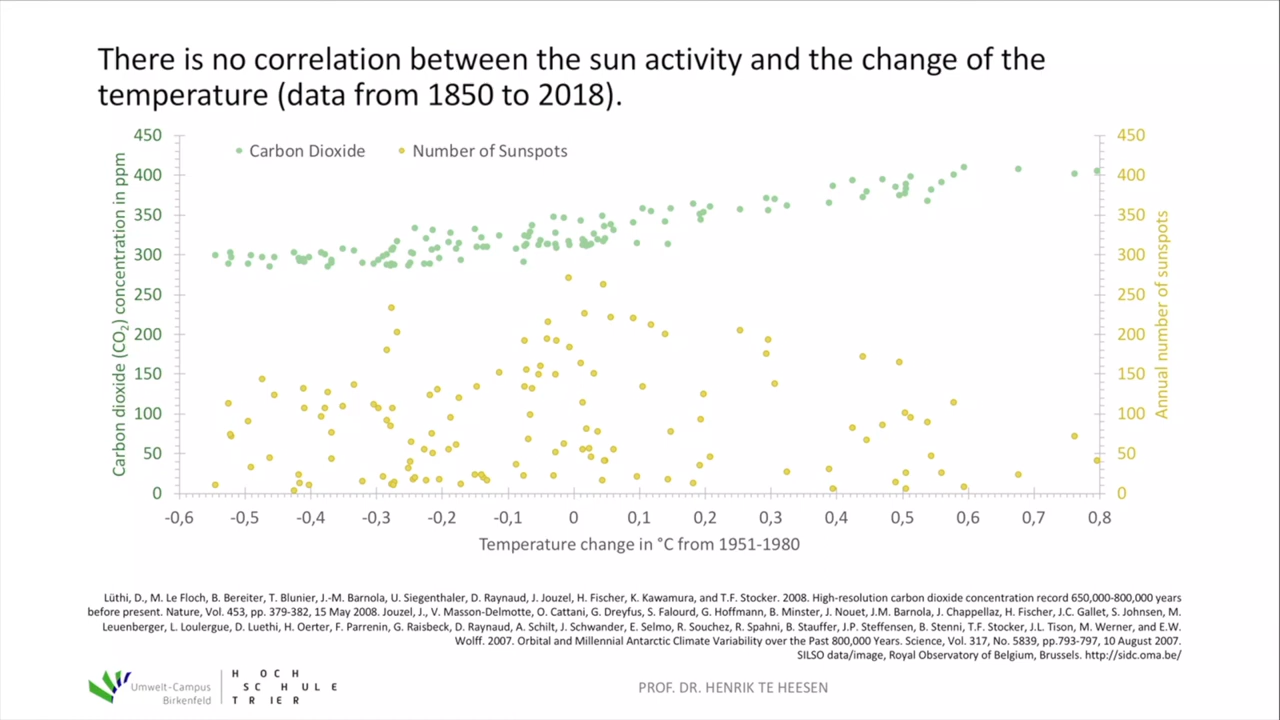 There is no correlation between the sun activity and the change of the
temperature (data from 1850 to 2018).
Carbon Dioxide
Number of Sunspots
Carbon dioxide (CO₂) concentration in ppm
450
400
350
300
250
200
150
100
50
0
450
400
350
300
250
200
150
100
50
0
Annual number of sunspots
-0,6 -0,5 -0,4 -0,3 -0,2 -0,1 0 0,1 0,2 0,3 0,4 0,5 0,6 0,7 0,8
Temperature change in °C from 1951-1980
Lüthi, D., M. Le Floch, B. Bereiter, T. Blunier, J.-M. Barnola, U. Siegenthaler, D. Raynaud, J. Jouzel, H. Fischer, K. Kawamura, and T.F. Stocker. 2008. High-resolution carbon dioxide concentration record 650,000-800,000 years
before present. Nature, Vol. 453, pp. 379-382, 15 May 2008. Jouzel, J., V. Masson-Delmotte, O. Cattani, G. Dreyfus, S. Falourd, G. Hoffmann, B. Minster, J. Nouet, J.M. Barnola, J. Chappellaz, H. Fischer, J.C. Gallet, S. Johnsen, M.
Leuenberger, L. Loulergue, D. Luethi, H. Oerter, F. Parrenin, G. Raisbeck, D. Raynaud, A. Schilt, J. Schwander, E. Selmo, R. Souchez, R. Spahni, B. Stauffer, J.P. Steffensen, B. Stenni, T.F. Stocker, J.L. Tison, M. Werner, and E.W.
Wolff. 2007. Orbital and Millennial Antarctic Climate Variability over the Past 800,000 Years. Science, Vol. 317, No. 5839, pp.793-797, 10 August 2007.
SILSO data/image, Royal Observatory of Belgium, Brussels. http://sidc.oma.be/
Umwelt-Campus
Birkenfeld
H O C H
S C H U L E
T R I E R
PROF. DR. HENRIK TE HEESEN